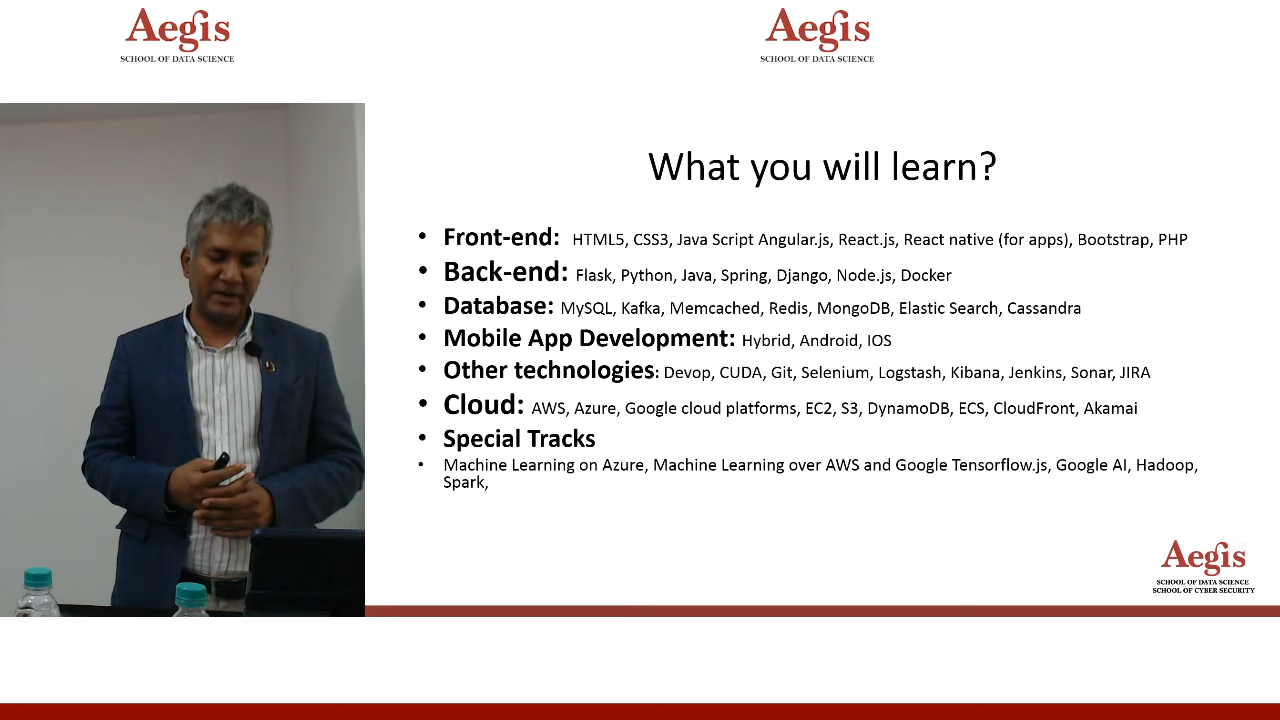 Aegis
SCHOOL OF DATA SCIENCE
Aegis
SCHOOL OF DATA SCIENCE
What you will learn?
• Front-end: HTML5, CSS3, Java Script Angular.js, React.js, React native (for apps), Bootstrap, PHP
• Back-end: Flask, Python, Java, Spring, Django, Node.js, Docker
• Database: MySQL, Kafka, Memcached, Redis, MongoDB, Elastic Search, Cassandra
• Mobile App Development: Hybrid, Android, IOS
• Other technologies: Devop, CUDA, Git, Selenium, Logstash, Kibana, Jenkins, Sonar, JIRA
• Cloud: AWS, Azure, Google cloud platforms, EC2, S3, DynamoDB, ECS, CloudFront, Akamai
• Special Tracks
• Machine Learning on Azure, Machine Learning over AWS and Google Tensorflow.js, Google AI, Hadoop,
Spark,
Aegis
SCHOOL OF DATA SCIENCE
SCHOOL OF CYBER SECURITY